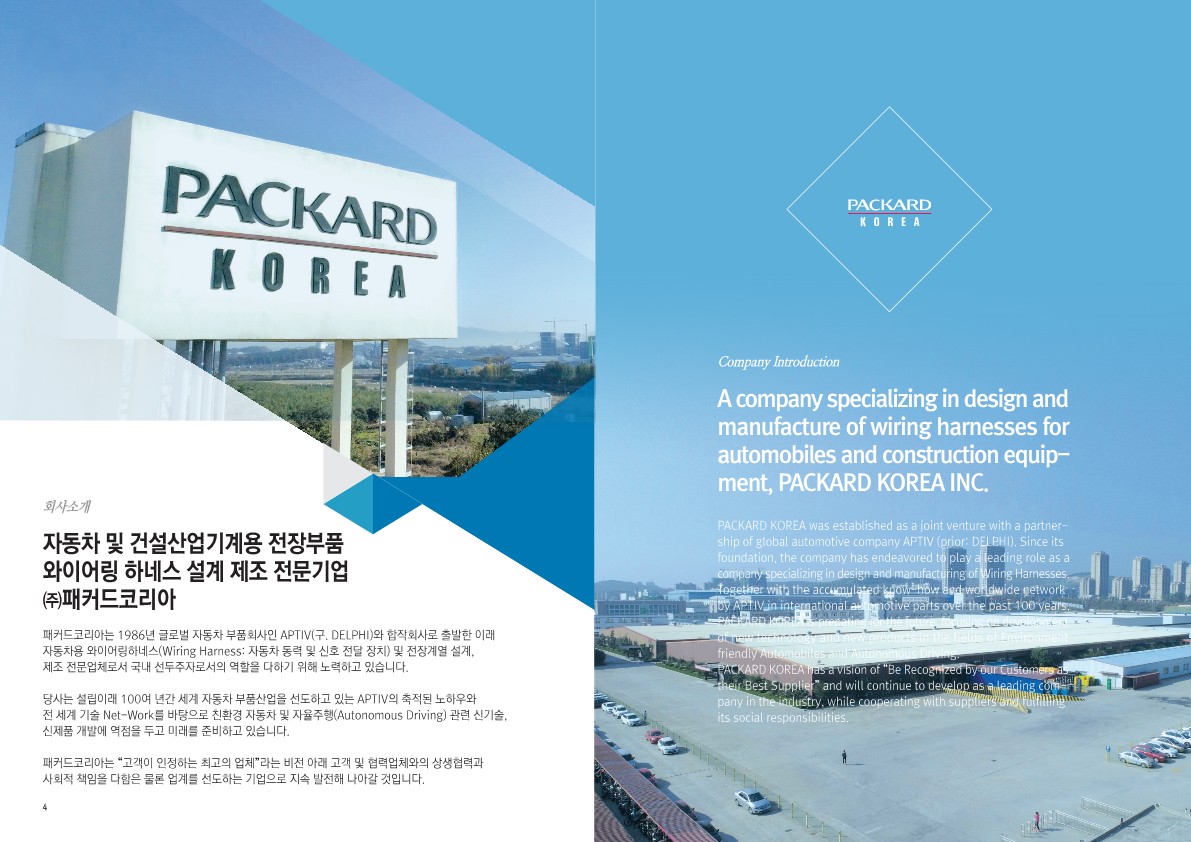 PACKARD
KOREA
회사소개
자동차 및 건설산업기계용 전장부품
와이어링 하네스 설계 제조 전문기업
㈜패커드코리아
패커드코리아는 1986년 글로벌 자동차 부품회사인 APTIV(구. DELPHI)와 합작회사로 출발한 이래
자동차용 와이어링하네스(Wiring Harness: 자동차 동력 및 신호 전달 장치) 및 전장계열 설계,
제조 전문업체로서 국내 선두주자로서의 역할을 다하기 위해 노력하고 있습니다.
당사는 설립이래 100여 년간 세계 자동차 부품산업을 선도하고 있는 APTIV의 축적된 노하우와
전 세계 기술 Net-Work를 바탕으로 친환경 자동차 및 자율주행(Autonomous Driving) 관련 신기술,
신제품 개발에 역점을 두고 미래를 준비하고 있습니다.
패커드코리아는 “고객이 인정하는 최고의 업체”라는 비전 아래 고객 및 협력업체와의 상생협력과
사회적 책임을 다함은 물론 업계를 선도하는 기업으로 지속 발전해 나아갈 것입니다.
4
PACKARD
KOREA
Company Introduction
A company specializing in design and
manufacture of wiring harnesses for
automobiles and construction equip-
ment, PACKARD KOREA INC.
PACKARD KOREA was established as a joint venture with a partner-
ship of global automotive company APTIV (prior: DELPHI). Since its
foundation, the company has endeavored to play a leading role as a
company specializing in design and manufacturing of Wiring Harnesses
Together with the accumulated know-how and worldwide network
by APTIV in international automotive parts over the past 100 years,
PACKARD KOREA is preparing for the future
of new technology and new products in the fields of Environment
friendly Automobiles and Autonomous Driving.
PACKARD KOREA has a vision of “Be Recognized by our Customers as
their Best Supplier” and will continue to develop as a leading com-
pany in the industry, while cooperating with suppliers and fulfilling
its social responsibilities.